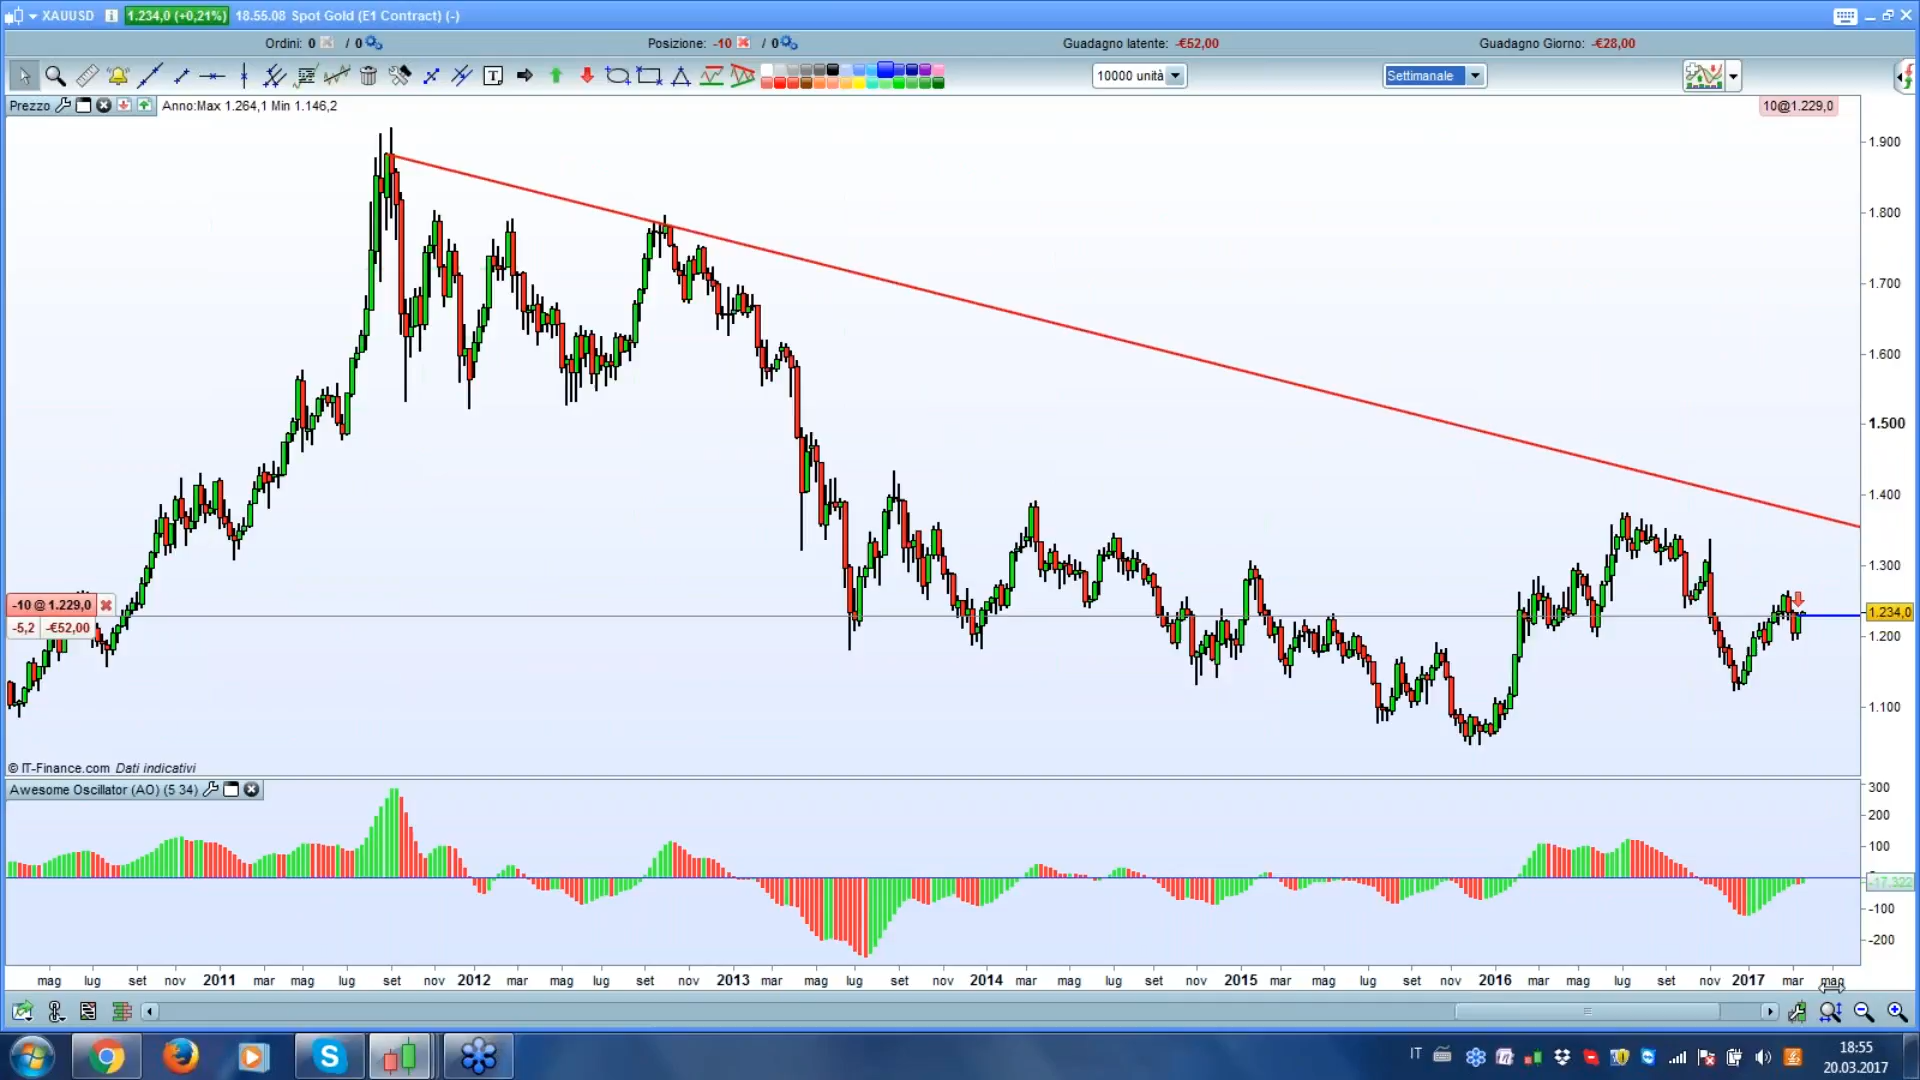 XAUUSD 1.234,0 (+0,21%) 18.55.08 Spot Gold (E1 Contract) (-)
Ordini: 0 / 0 Posizione: -10 / 0 Guadagno latente: -€52,00 Guadagno Giorno: -€28,00
10000 unità Settimanale
Prezzo Anno:Max 1.264,1 Min 1.146,2 10@1.229,0
1.900
1.800
1.700
1.600
1.500
1.400
1.300
-10 @ 1.229,0
1.234,0
-5,2 -€52,00
1.200
1.100
© IT-Finance.com Dati indicativi
Awesome Oscillator (AO) (5 34)
300
200
100
-17,322
-100
-200
mag lug set nov 2011 mar mag lug set nov 2012 mar mag lug set nov 2013 mar mag lug set nov 2014 mar mag lug set nov 2015 mar mag lug set nov 2016 mar mag lug set nov 2017 mar mag
IT 18:55
20.03.2017